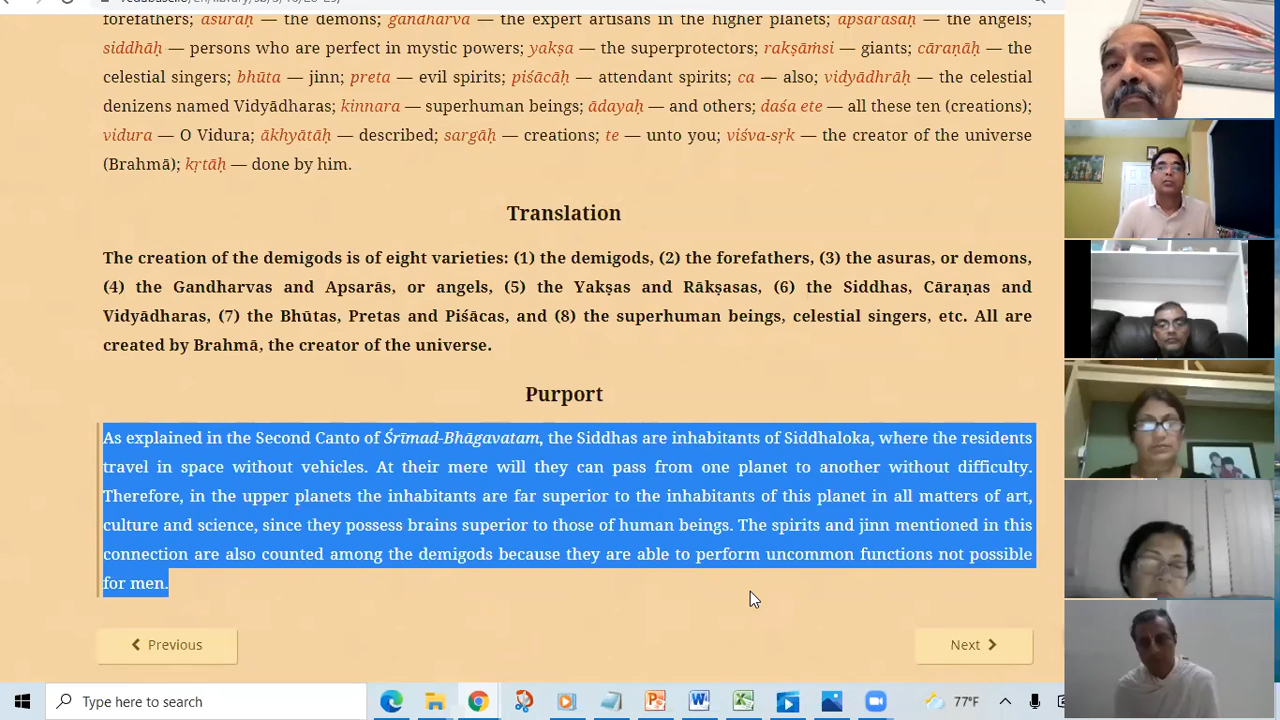 forefathers; asurāḥ — the demons; gandharva — the expert artisans in the higher planets; apsarasaḥ — the angels;
siddhāḥ — persons who are perfect in mystic powers; yakṣa — the superprotectors; rakṣāṁsi — giants; cāraṇāḥ — the
celestial singers; bhūta — jinn; preta — evil spirits; piśācāḥ — attendant spirits; ca — also; vidyādhrāḥ — the celestial
denizens named Vidyādharas; kinnara — superhuman beings; ādayaḥ — and others; daśa ete — all these ten (creations);
vidura — O Vidura; ākhyātāḥ — described; sargāḥ — creations; te — unto you; viśva-sṛk — the creator of the universe
(Brahmā); kṛtāḥ — done by him.
Translation
The creation of the demigods is of eight varieties: (1) the demigods, (2) the forefathers, (3) the asuras, or demons,
(4) the Gandharvas and Apsarās, or angels, (5) the Yakṣas and Rākṣasas, (6) the Siddhas, Cāraṇas and
Vidyādharas, (7) the Bhūtas, Pretas and Piśācas, and (8) the superhuman beings, celestial singers, etc. All are
created by Brahmā, the creator of the universe.
Purport
As explained in the Second Canto of Śrīmad-Bhāgavatam, the Siddhas are inhabitants of Siddhaloka, where the residents
travel in space without vehicles. At their mere will they can pass from one planet to another without difficulty.
Therefore, in the upper planets the inhabitants are far superior to the inhabitants of this planet in all matters of art,
culture and science, since they possess brains superior to those of human beings. The spirits and jinn mentioned in this
connection are also counted among the demigods because they are able to perform uncommon functions not possible
for men.
Previous
Next
Type here to search
77°F